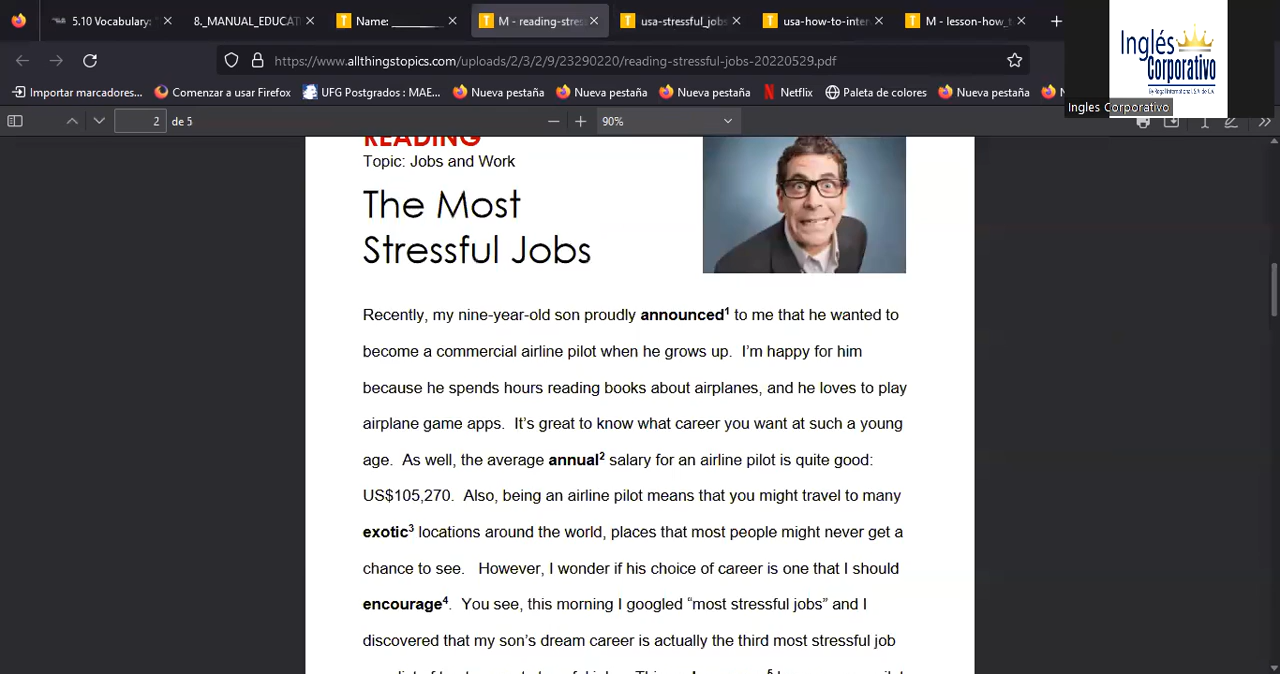 5.10 Vocabulary:
8._MANUAL_EDUCATI
Name: ________
M - reading-stres
usa-stressful_jobs
usa-how-to-inter
M - lesson-how_t
https://www.allthingstopics.com/uploads/2/3/2/9/23290220/reading-stressful-jobs-20220529.pdf
Inglés
Corporativo
Ingles Corporativo
Importar marcadores...
Comenzar a usar Firefox
UFG Postgrados : MAE...
Nueva pestaña
Nueva pestaña
Nueva pestaña
Netflix
Paleta de colores
Nueva pestaña
2 de 5
90%
READING
Topic: Jobs and Work
The Most
Stressful Jobs
Recently, my nine-year-old son proudly announced1 to me that he wanted to
become a commercial airline pilot when he grows up. I'm happy for him
because he spends hours reading books about airplanes, and he loves to play
airplane game apps. It's great to know what career you want at such a young
age. As well, the average annual2 salary for an airline pilot is quite good:
US$105,270. Also, being an airline pilot means that you might travel to many
exotic3 locations around the world, places that most people might never get a
chance to see. However, I wonder if his choice of career is one that I should
encourage4. You see, this morning I googled “most stressful jobs” and I
discovered that my son's dream career is actually the third most stressful job